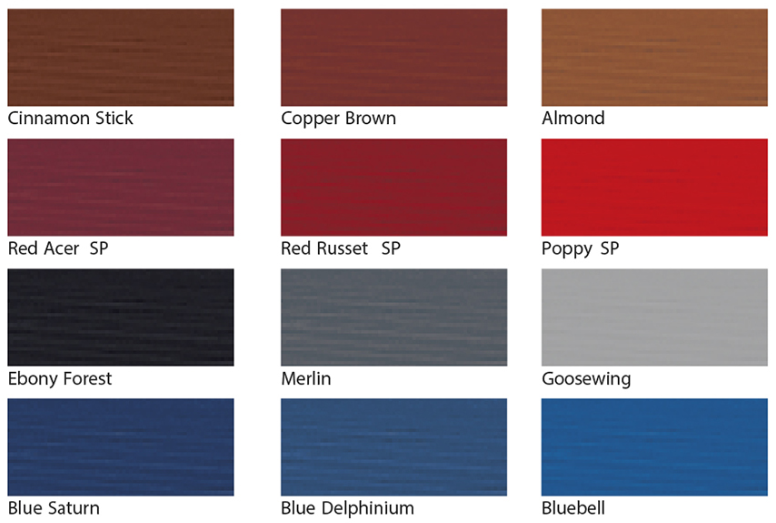 Cinnamon Stick
Copper Brown
Almond
Red Acer SP
Red Russet SP
Poppy SP
Ebony Forest
Merlin
Goosewing
Blue Saturn
Blue Delphinium
Bluebell